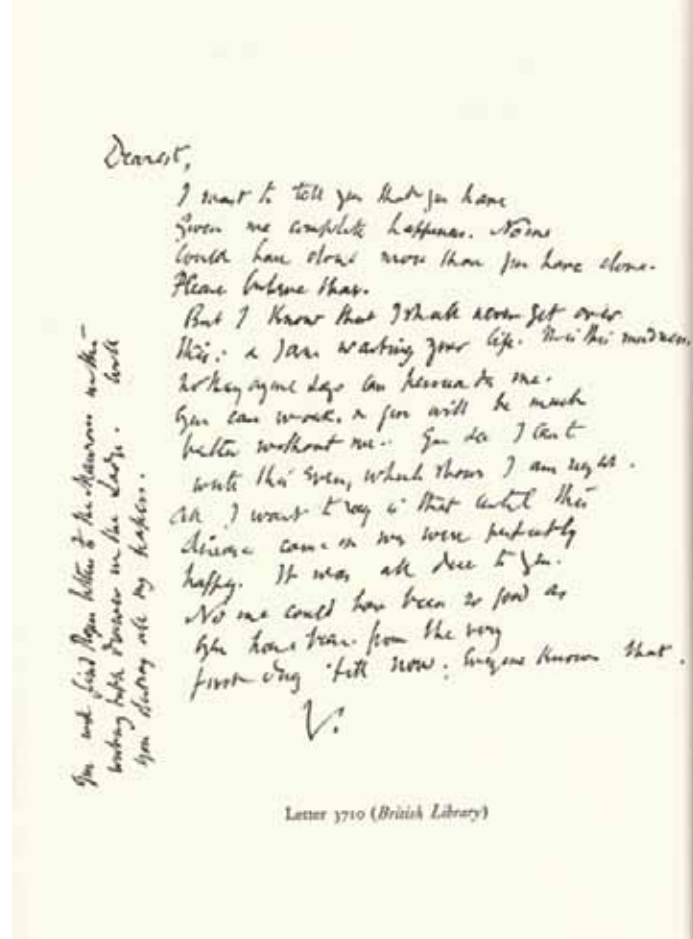 Dearest,
I want to tell you that you have
given me complete happiness. No one
could have done more than you have done.
Please believe that.
But I know that I shall never get over
this: & I am wasting your life. It is this madness.
Nothing anyone says can persuade me.
You can work, & you will be much
better without me. You see I can't
write this even, which shows I am right.
All I want to say is that until this
disease came on we were perfectly
happy. It was all due to you.
No one could have been so good as
you have been from the very
first day till now. Everyone knows that.
V.
You will find Roger's letters to the Maurons in the
writing table drawer in the Lodge. Will
you destroy all my papers.
Letter 3710 (British Library)